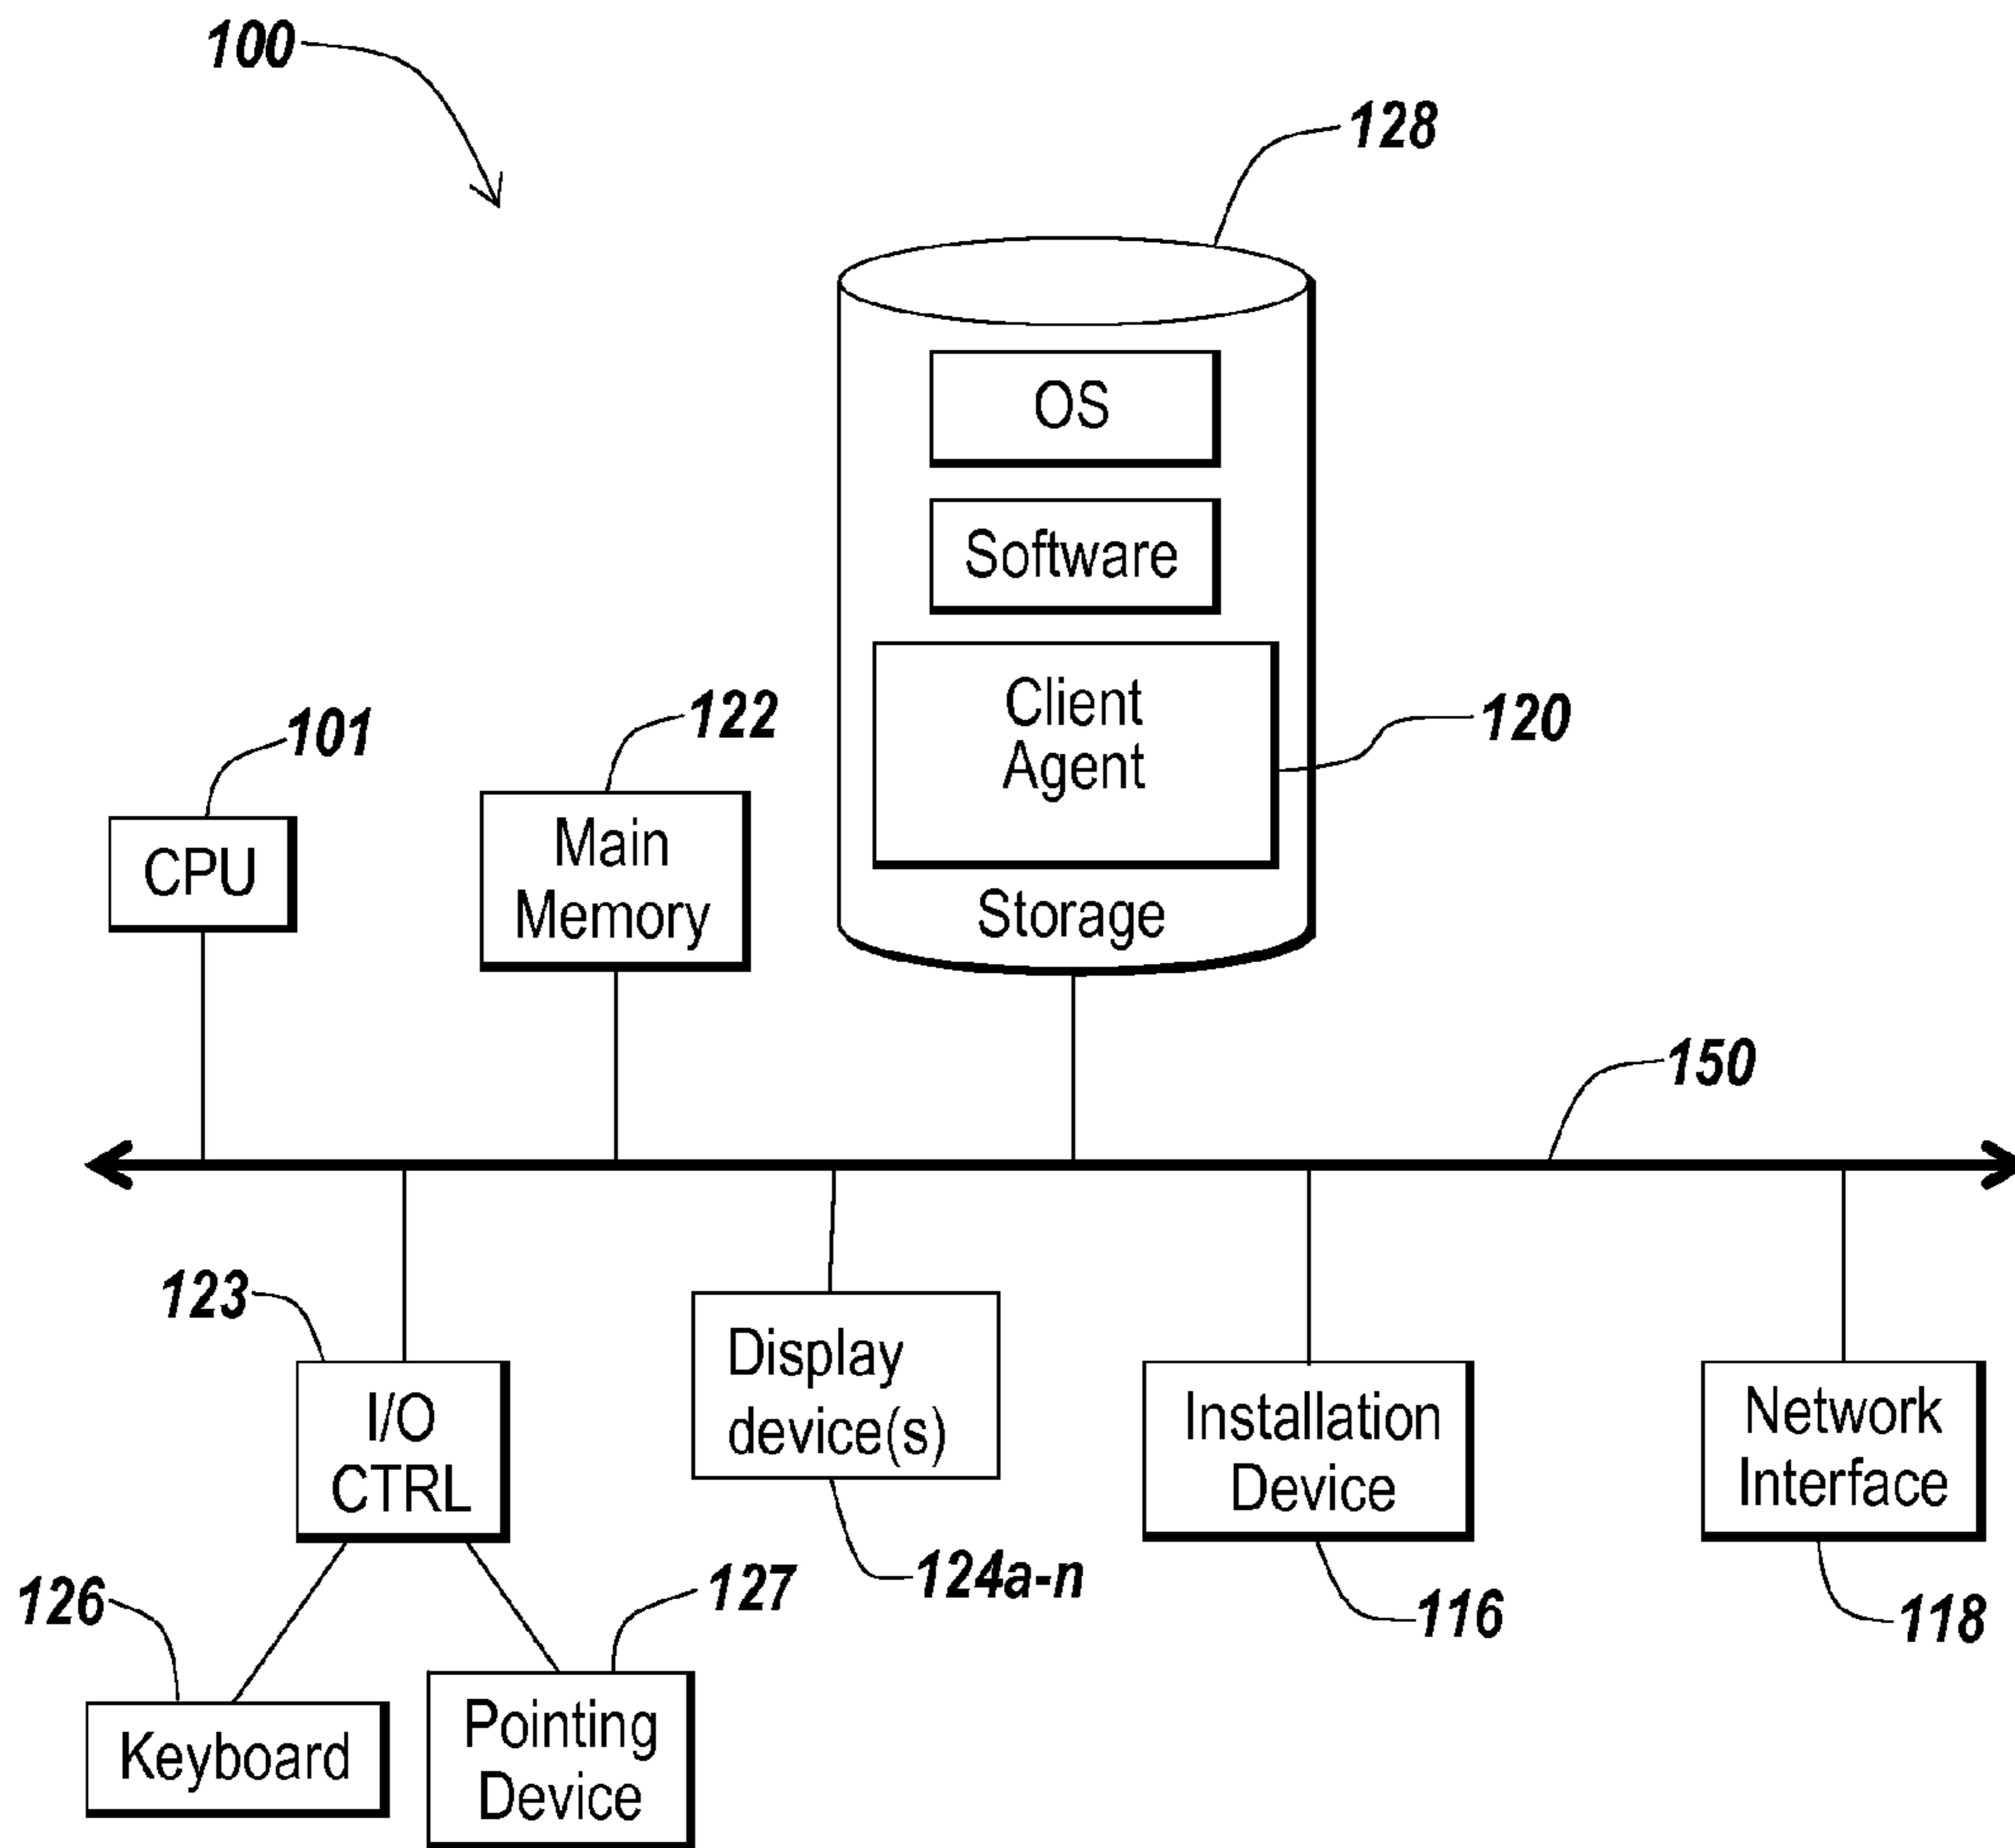 100
128
OS
Software
Client
Agent
120
Storage
101
CPU
122
Main
Memory
150
123
I/O
CTRL
Display
device(s)
124a-n
Installation
Device
116
Network
Interface
118
126
Keyboard
127
Pointing
Device